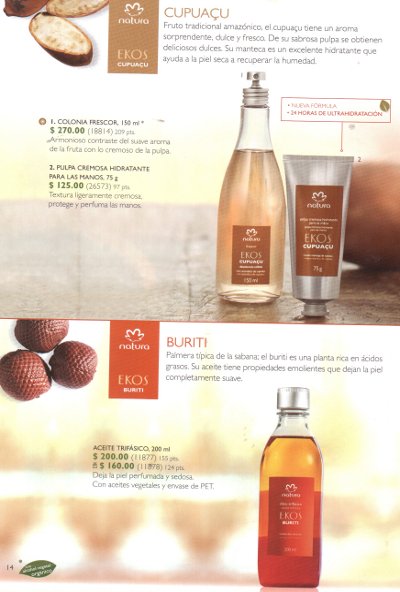 CUPUAÇU
Fruto tradicional amazónico, el cupuaçu tiene un aroma
sorprendente, dulce y fresco. De su sabrosa pulpa se obtienen
deliciosos dulces. Su manteca es un excelente hidratante que
ayuda a la piel seca a recuperar la humedad.
natura
EKOS
CUPUAÇU
1. COLONIA FRESCOR, 150 ml *
$ 270.00 (18814) 209 pts.
Armonioso contraste del suave aroma
de la fruta con lo cremoso de la pulpa.
2. PULPA CREMOSA HIDRATANTE
PARA LAS MANOS, 75 g
$ 125.00 (26573) 97 pts.
Textura ligeramente cremosa,
protege y perfuma las manos.
• NUEVA FÓRMULA
• 24 HORAS DE ULTRAHIDRATACIÓN
1
2
natura
EKOS
CUPUAÇU
150 ml
natura
EKOS
CUPUAÇU
75 g
natura
EKOS
BURITI
BURITI
Palmera típica de la sabana; el buriti es una planta rica en ácidos
grasos. Su aceite tiene propiedades emolientes que dejan la piel
completamente suave.
ACEITE TRIFÁSICO, 200 ml
$ 200.00 (11877) 155 pts.
$ 160.00 (11878) 124 pts.
Deja la piel perfumada y sedosa.
Con aceites vegetales y envase de PET.
natura
EKOS
BURITI
200 ml
14
* alcohol vegetal
orgánico